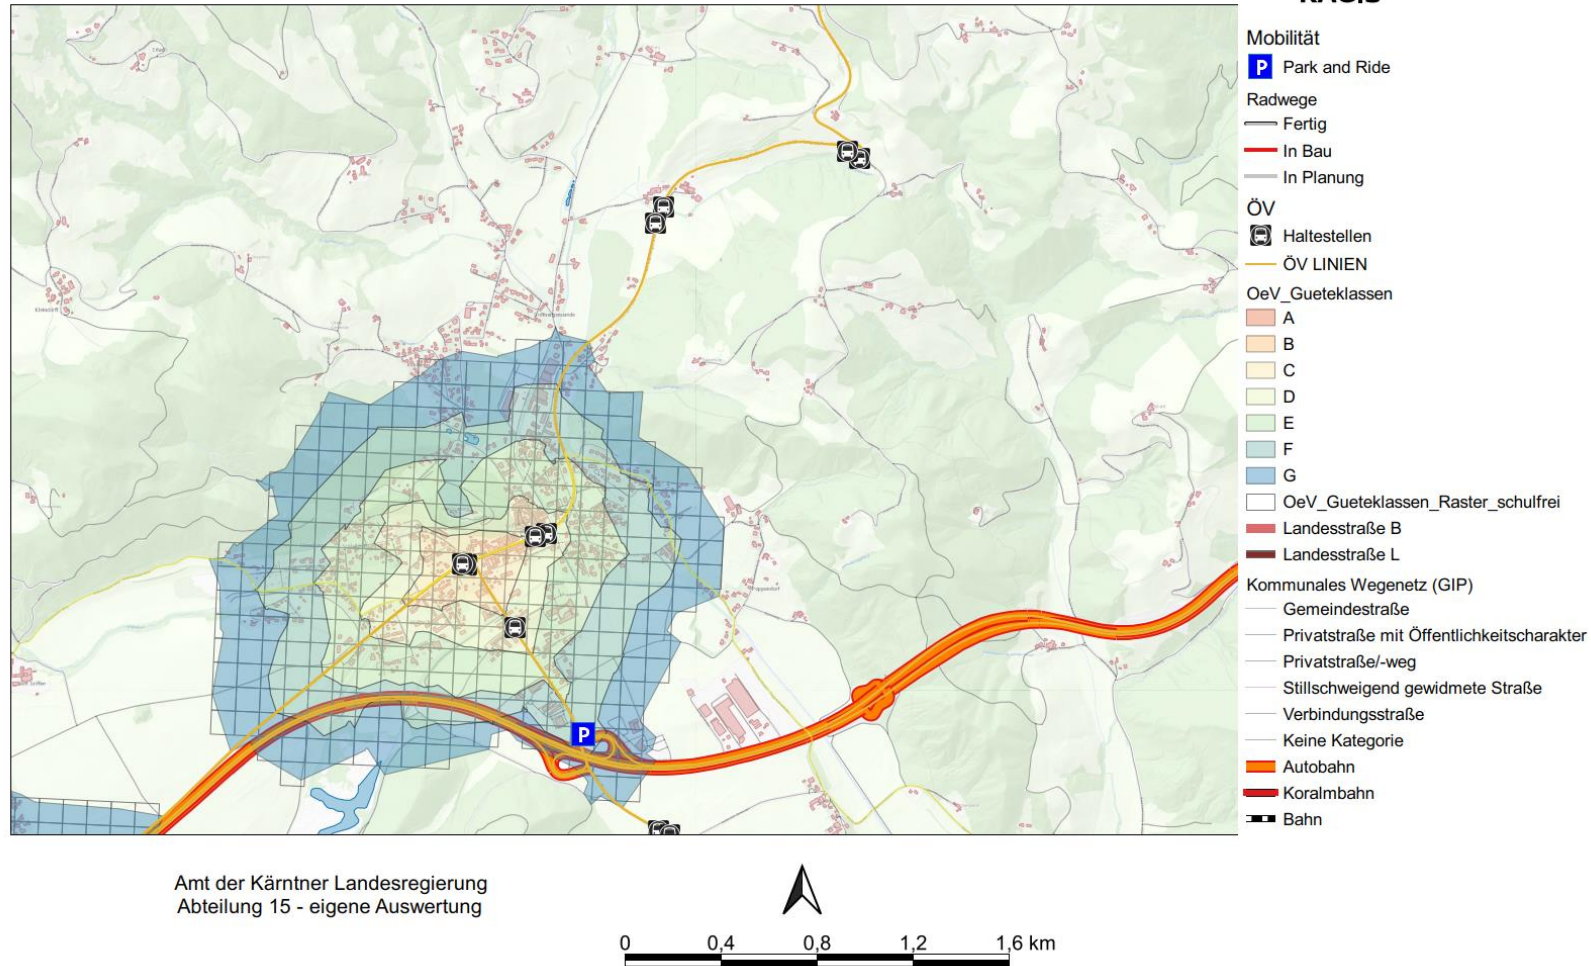 Mobilität
P Park and Ride
Radwege
Fertig
In Bau
In Planung
ÖV
Haltestellen
ÖV LINIEN
OeV_Gueteklassen
A
B
C
D
E
F
G
OeV_Gueteklassen_Raster_schulfrei
Landesstraße B
Landesstraße L
Kommunales Wegenetz (GIP)
Gemeindestraße
Privatstraße mit Öffentlichkeitscharakter
Privatstraße/-weg
Stillschweigend gewidmete Straße
Verbindungsstraße
Keine Kategorie
Autobahn
Koralmbahn
Bahn
P
Amt der Kärntner Landesregierung
Abteilung 15 - eigene Auswertung
0 0,4 0,8 1,2 1,6 km